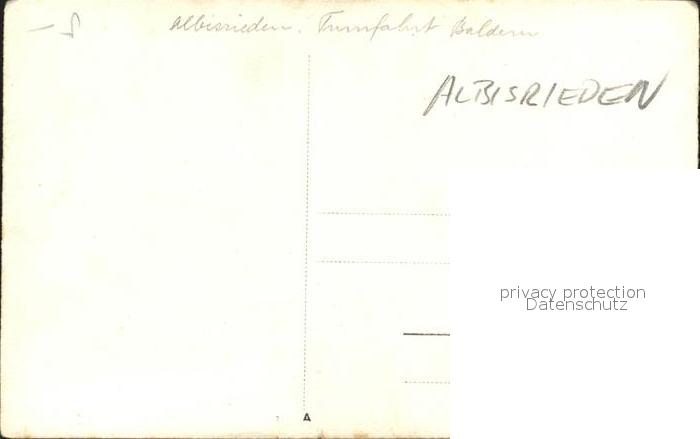 Albisrieden. Turnfahrt Baldern
ALBISRIEDEN
privacy protection
Datenschutz
A